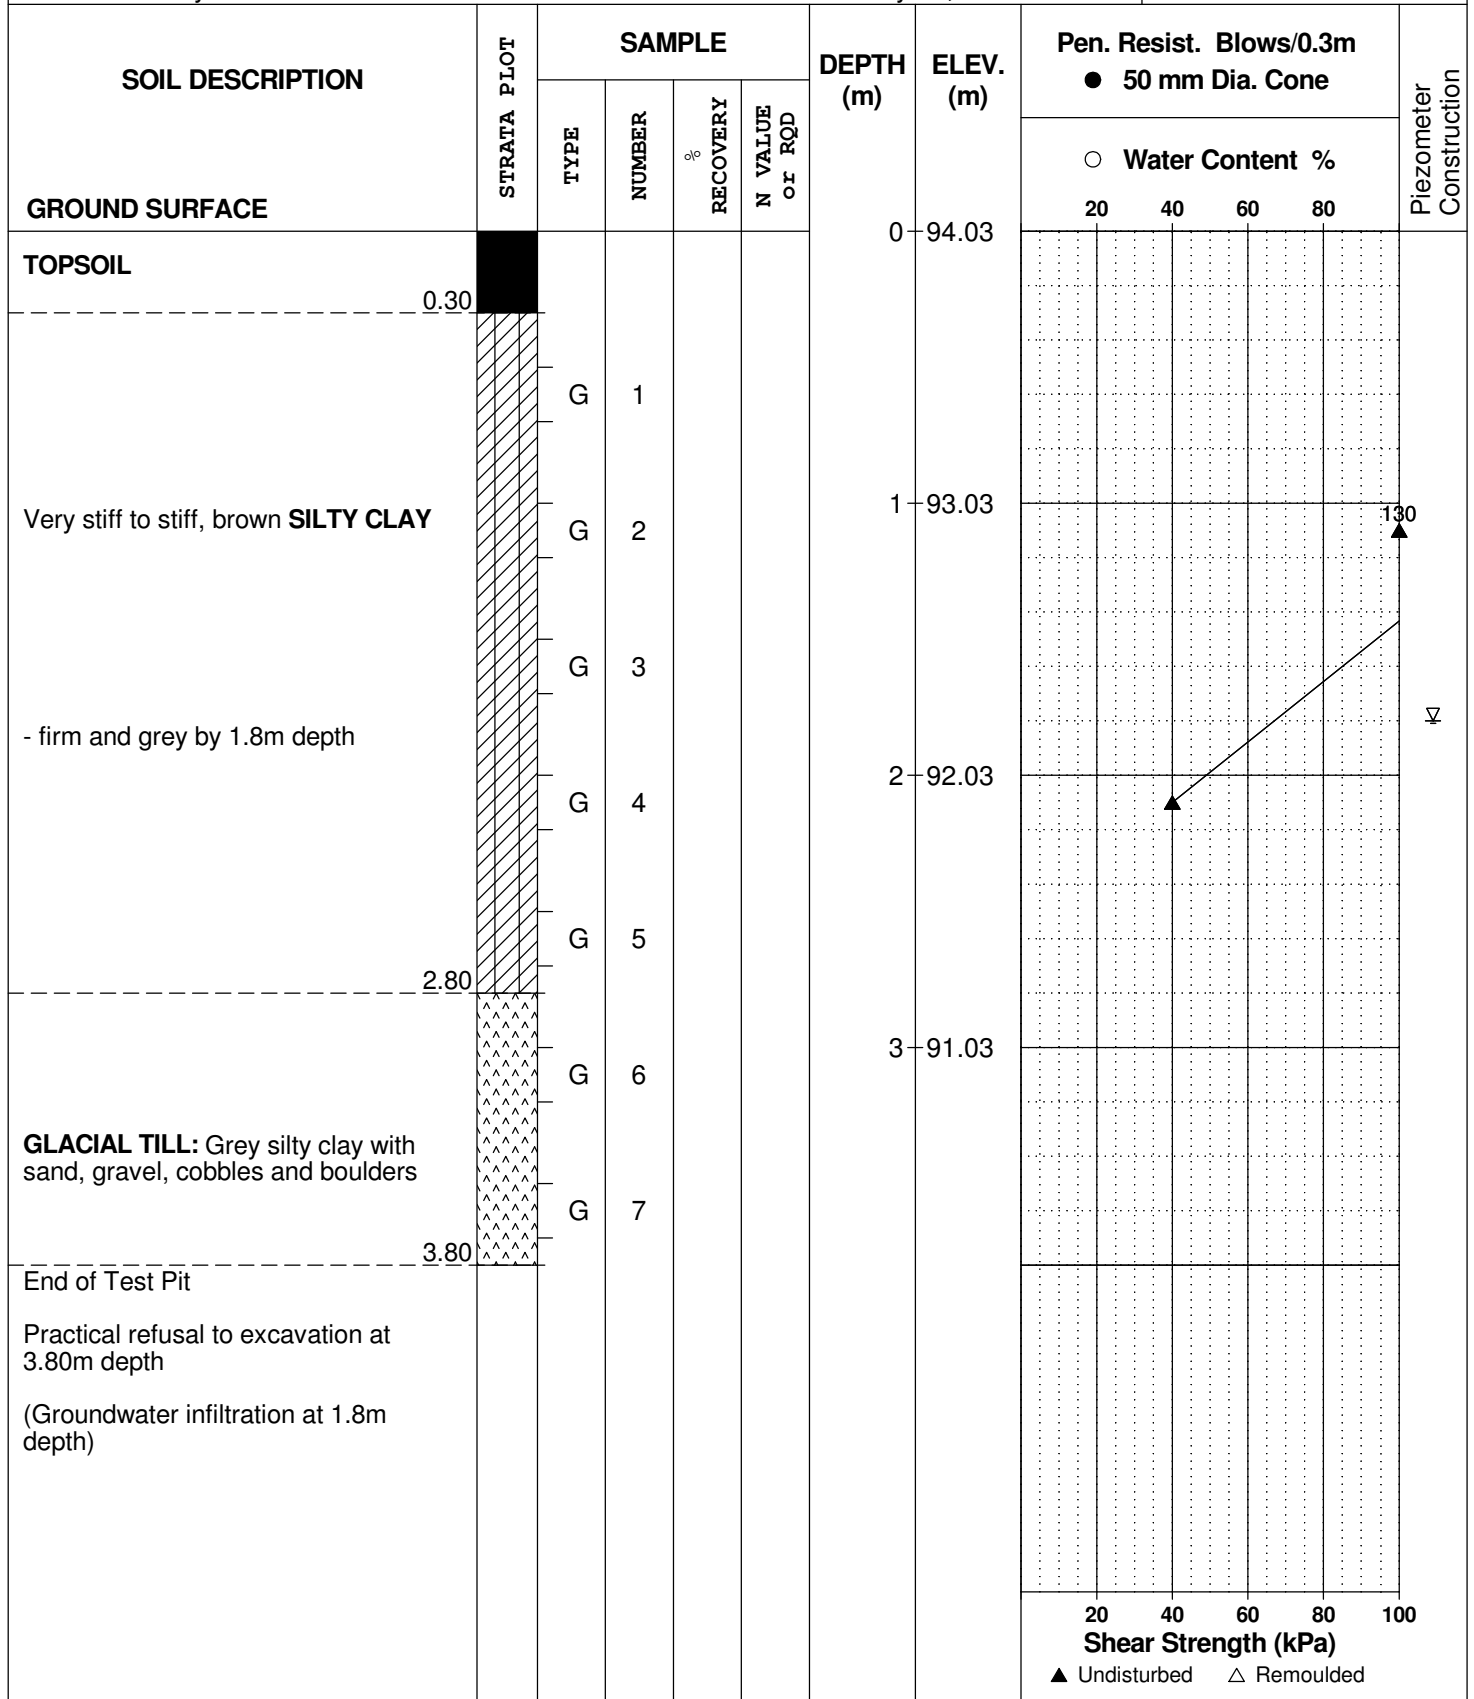 SOIL DESCRIPTION
GROUND SURFACE
STRATA PLOT
SAMPLE
TYPE
NUMBER
%
RECOVERY
N VALUE
or RQD
DEPTH
(m)
ELEV.
(m)
Pen. Resist. Blows/0.3m
● 50 mm Dia. Cone
○ Water Content %
20 40 60 80
Piezometer
Construction
0 94.03
TOPSOIL
0.30
G 1
1 93.03
130
Very stiff to stiff, brown SILTY CLAY
G 2
G 3
- firm and grey by 1.8m depth
2 92.03
G 4
G 5
2.80
3 91.03
G 6
GLACIAL TILL: Grey silty clay with
sand, gravel, cobbles and boulders
G 7
3.80
End of Test Pit
Practical refusal to excavation at
3.80m depth
(Groundwater infiltration at 1.8m
depth)
20 40 60 80 100
Shear Strength (kPa)
▲ Undisturbed △ Remoulded